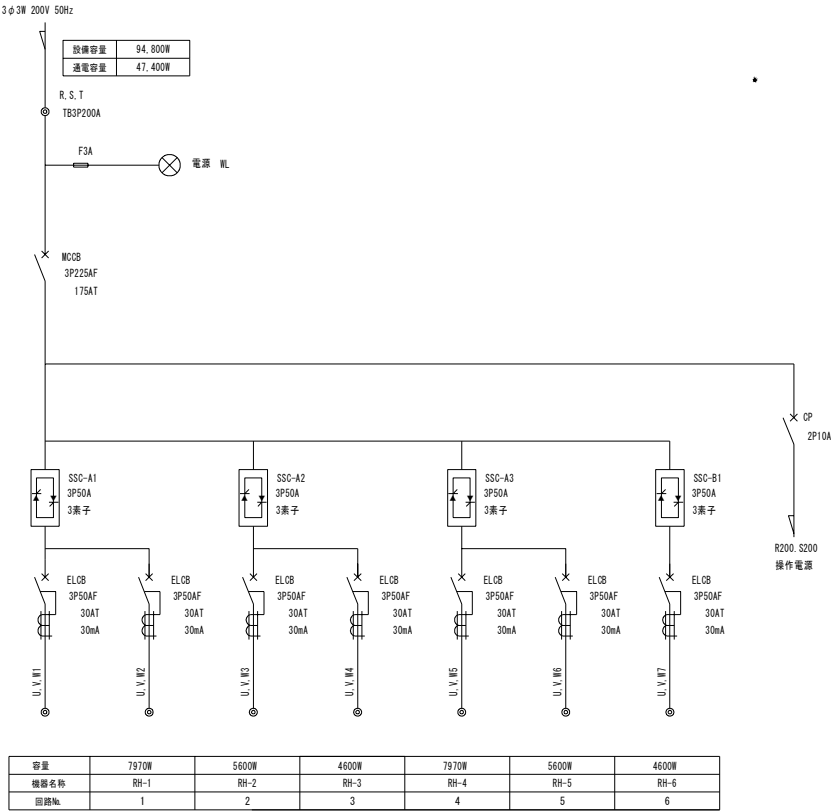 3φ3W 200V 50Hz
設備容量 94,800W
通電容量 47,400W
R.S.T
TB3P200A
F3A
電源 WL
MCCB
3P225AF
175AT
CP
2P10A
SSC-A1
3P50A
3素子
SSC-A2
3P50A
3素子
SSC-A3
3P50A
3素子
SSC-B1
3P50A
3素子
R200.S200
操作電源
ELCB
3P50AF
30AT
30mA
ELCB
3P50AF
30AT
30mA
ELCB
3P50AF
30AT
30mA
ELCB
3P50AF
30AT
30mA
ELCB
3P50AF
30AT
30mA
ELCB
3P50AF
30AT
30mA
ELCB
3P50AF
30AT
30mA
U.V.W1
U.V.W2
U.V.W3
U.V.W4
U.V.W5
U.V.W6
U.V.W7
容量 7970W 5600W 4600W 7970W 5600W 4600W
機器名称 RH-1 RH-2 RH-3 RH-4 RH-5 RH-6
回路No. 1 2 3 4 5 6